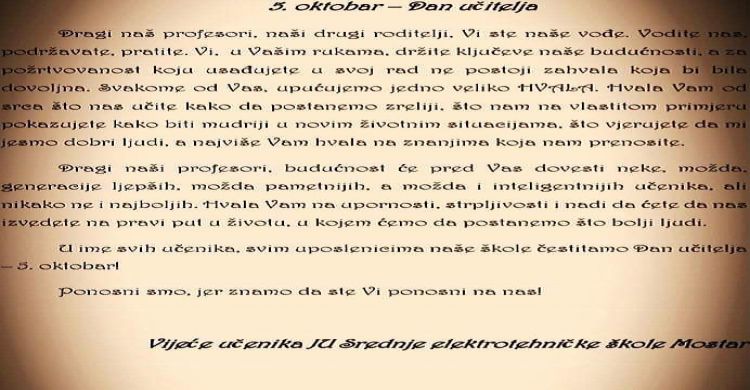 5. oktobar – Dan učitelja
Dragi naš profesori, naši drugi roditelji, Vi ste naše vođe. Vodite nas,
podržavate, pratite. Vi, u Vašim rukama, držite ključeve naše budućnosti, a za
požrtvovanost koju usađujete u svoj rad ne postoji zahvala koja bi bila
dovoljna. Svakome od Vas, upućujemo jedno veliko HVALA. Hvala Vam od
srca što nas učite kako da postanemo zreliji, što nam na vlastitom primjeru
pokazujete kako biti mudriji u novim životnim situacijama, što vjerujete da mi
jesmo dobri ljudi, a najviše Vam hvala na znanjima koja nam prenosite.
Dragi naši profesori, budućnost će pred Vas dovesti neke, možda,
generacije ljepših, možda pametnijih, a možda i inteligentnijih učenika, ali
nikako ne i najboljih. Hvala Vam na upornosti, strpljivosti i nadi da ćete da nas
izvedete na pravi put u životu, u kojem ćemo da postanemo što bolji ljudi.
U ime svih učenika, svim uposlenicima naše škole čestitamo Dan učitelja
– 5. oktobar!
Ponosni smo, jer znamo da ste Vi ponosni na nas!
Vijeće učenika JU Srednje elektrotehničke škole Mostar